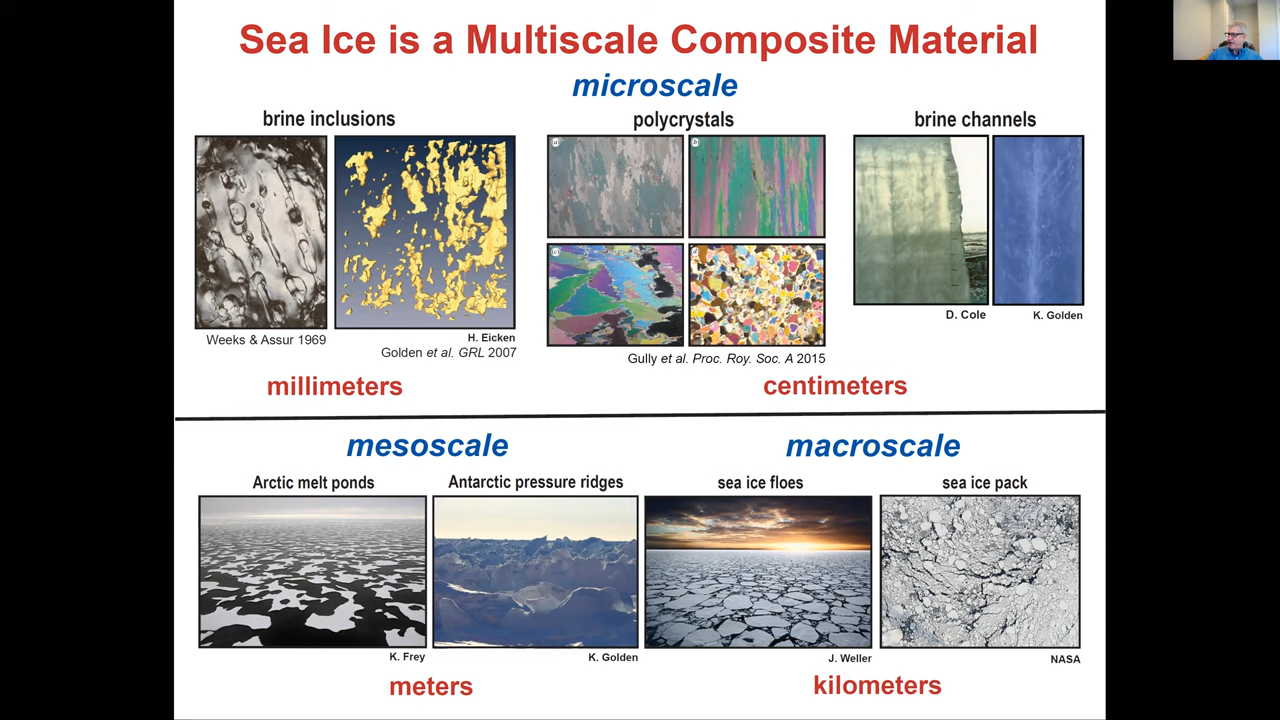 Sea Ice is a Multiscale Composite Material
microscale
brine inclusions
polycrystals
brine channels
(a)
(b)
(c)
(d)
Weeks & Assur 1969
H. Eicken
Golden et al. GRL 2007
Gully et al. Proc. Roy. Soc. A 2015
D. Cole
K. Golden
millimeters
centimeters
mesoscale
macroscale
Arctic melt ponds
Antarctic pressure ridges
sea ice floes
sea ice pack
K. Frey
K. Golden
J. Weller
NASA
meters
kilometers